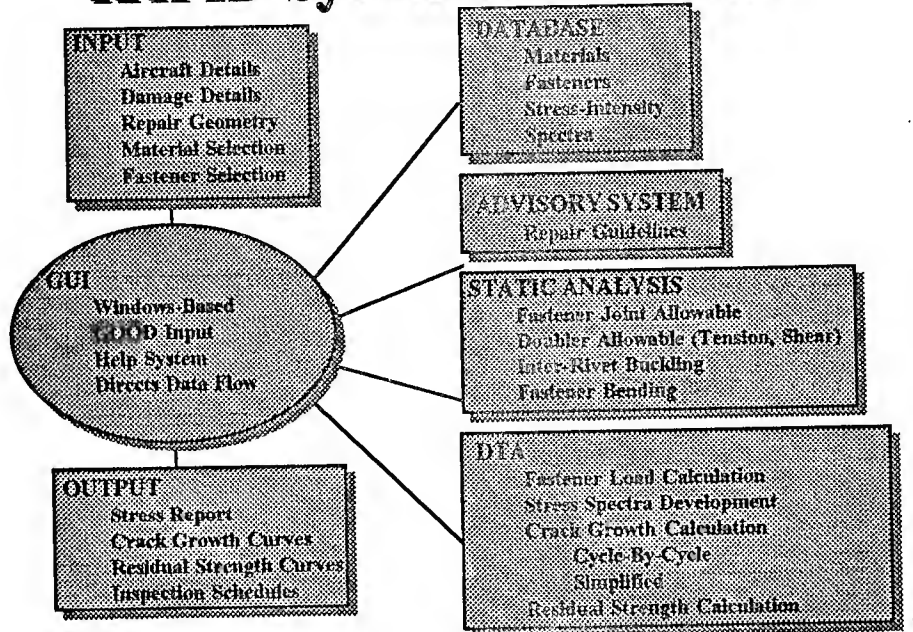 INPUT
Aircraft Details
Damage Details
Repair Geometry
Material Selection
Fastener Selection
GUI
Windows-Based
Input
Help System
Directs Data Flow
OUTPUT
Stress Report
Crack Growth Curves
Residual Strength Curves
Inspection Schedules
DATABASE
Materials
Fasteners
Stress-Intensity
Spectra
ADVISORY SYSTEM
Repair Guidelines
STATIC ANALYSIS
Fastener Joint Allowable
Doubler Allowable (Tension, Shear)
Inter-Rivet Buckling
Fastener Bending
DTA
Fastener Load Calculation
Stress Spectra Development
Crack Growth Calculation
Cycle-By-Cycle
Simplified
Residual Strength Calculation